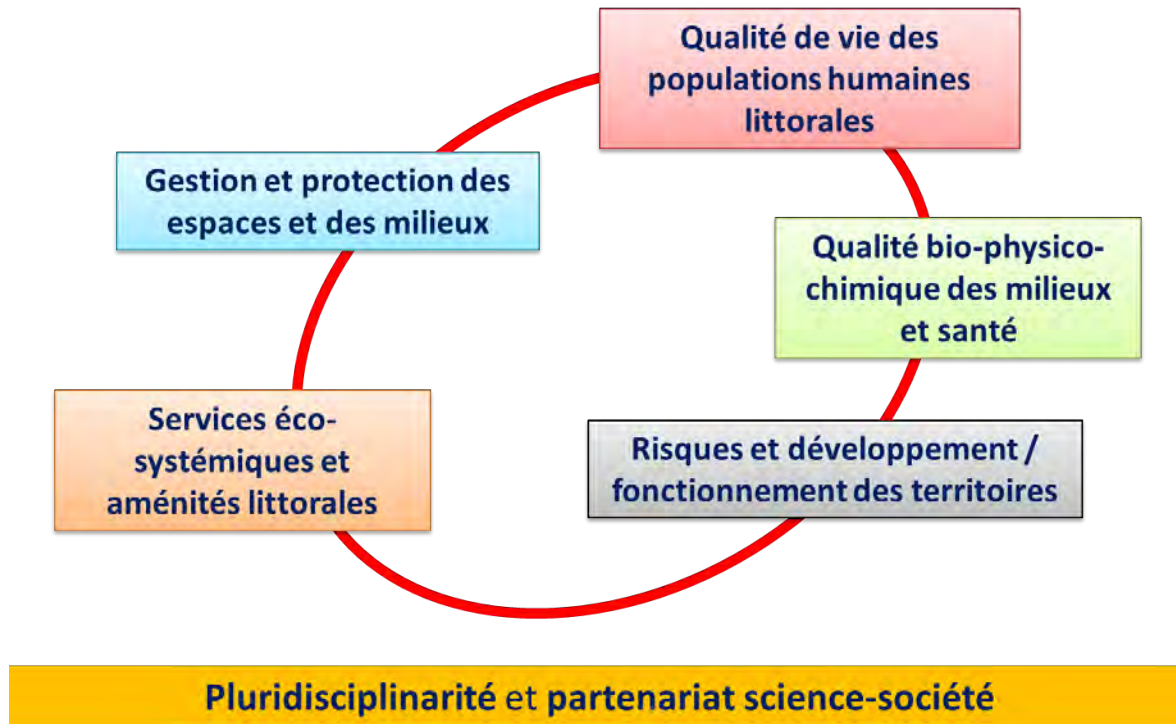 Qualité de vie des
populations humaines
littorales
Gestion et protection des
espaces et des milieux
Qualité bio-physico-
chimique des milieux
et santé
Services éco-
systémiques et
aménités littorales
Risques et développement /
fonctionnement des territoires
Pluridisciplinarité et partenariat science-société